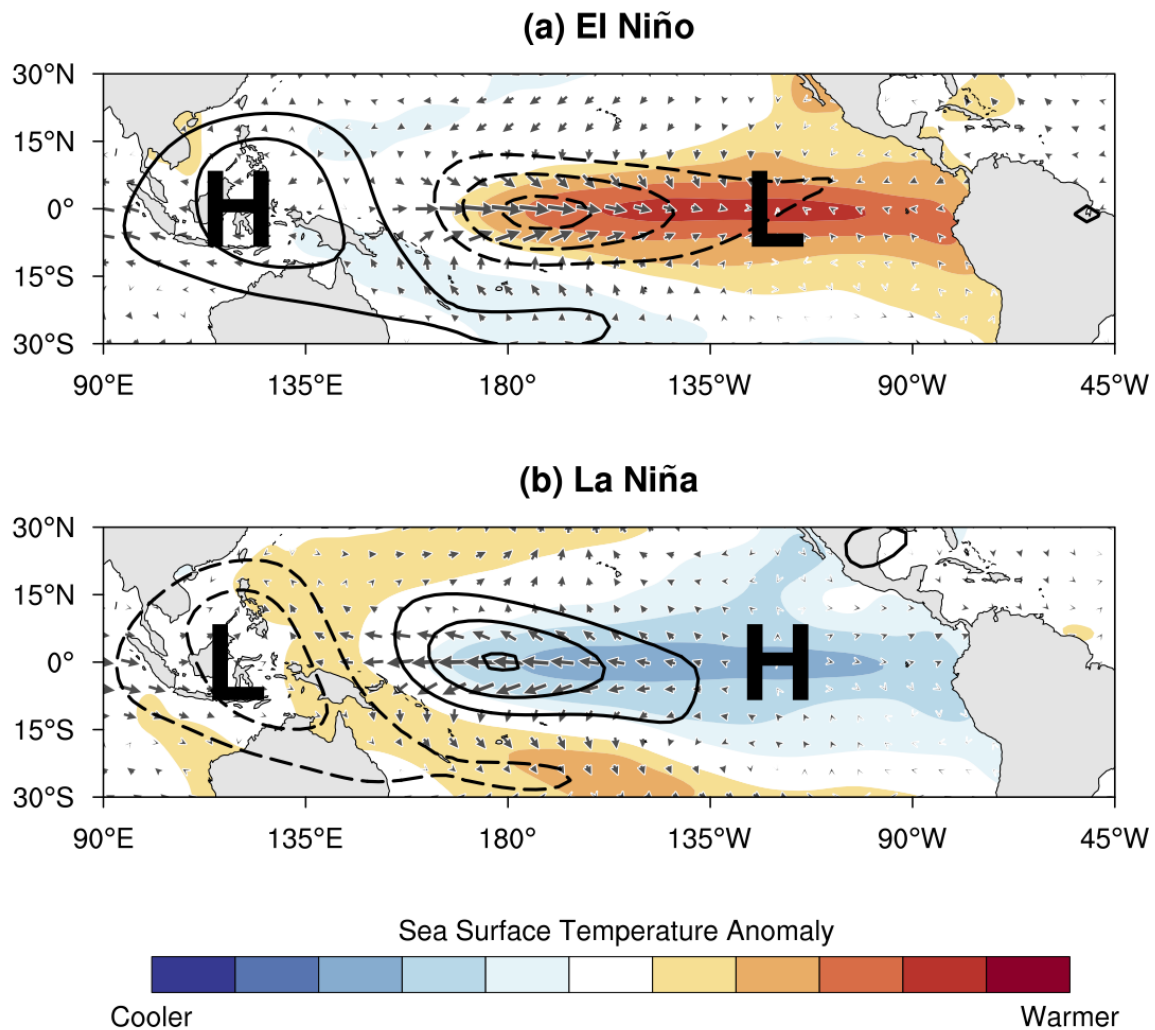 (a) El Niño
30°N
15°N
0°
15°S
30°S
H
L
90°E 135°E 180° 135°W 90°W 45°W
(b) La Niña
30°N
15°N
0°
15°S
30°S
L
H
90°E 135°E 180° 135°W 90°W 45°W
Sea Surface Temperature Anomaly
Cooler Warmer